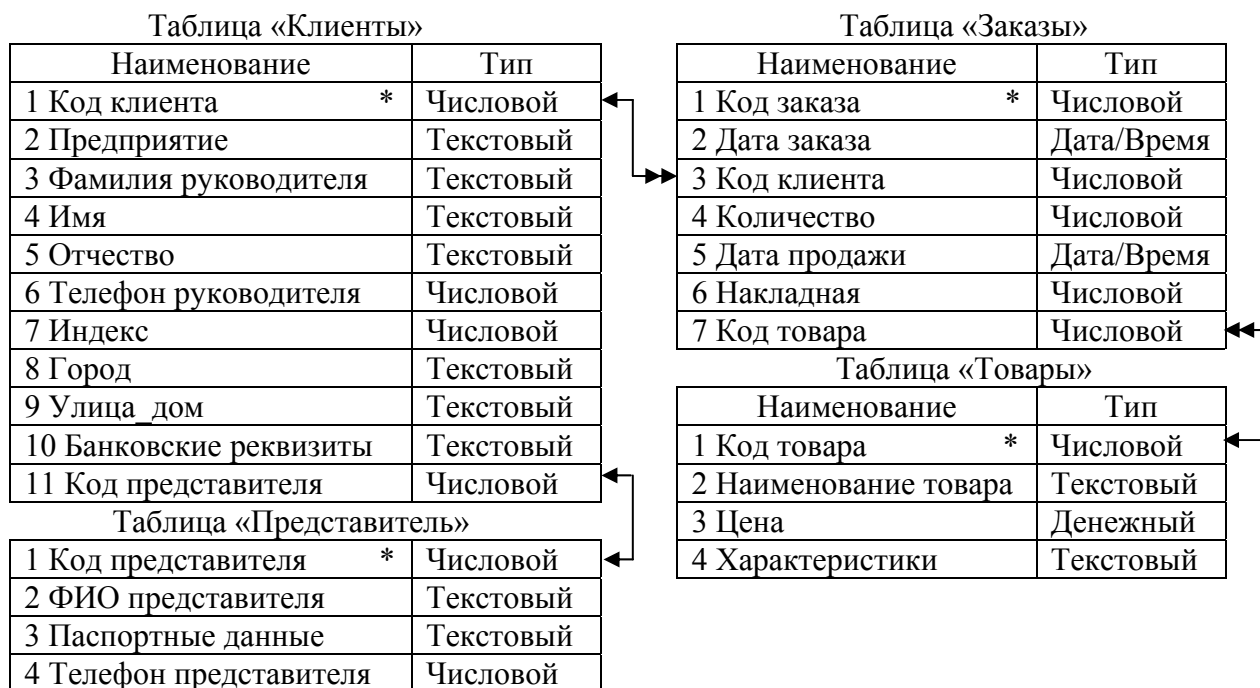 Таблица «Клиенты»
Наименование Тип
1 Код клиента * Числовой
2 Предприятие Текстовый
3 Фамилия руководителя Текстовый
4 Имя Текстовый
5 Отчество Текстовый
6 Телефон руководителя Числовой
7 Индекс Числовой
8 Город Текстовый
9 Улица_дом Текстовый
10 Банковские реквизиты Текстовый
11 Код представителя Числовой
Таблица «Представитель»
1 Код представителя * Числовой
2 ФИО представителя Текстовый
3 Паспортные данные Текстовый
4 Телефон представителя Числовой
Таблица «Заказы»
Наименование Тип
1 Код заказа * Числовой
2 Дата заказа Дата/Время
3 Код клиента Числовой
4 Количество Числовой
5 Дата продажи Дата/Время
6 Накладная Числовой
7 Код товара Числовой
Таблица «Товары»
Наименование Тип
1 Код товара * Числовой
2 Наименование товара Текстовый
3 Цена Денежный
4 Характеристики Текстовый